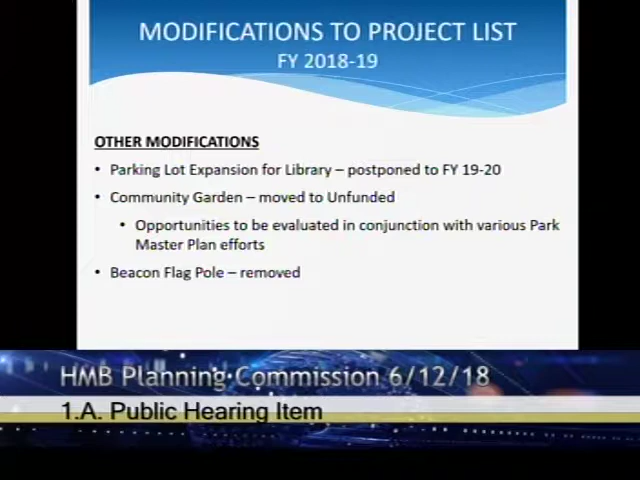 MODIFICATIONS TO PROJECT LIST
FY 2018-19
OTHER MODIFICATIONS
• Parking Lot Expansion for Library – postponed to FY 19-20
• Community Garden – moved to Unfunded
• Opportunities to be evaluated in conjunction with various Park
Master Plan efforts
• Beacon Flag Pole – removed
HMB Planning Commission 6/12/18
1.A. Public Hearing Item